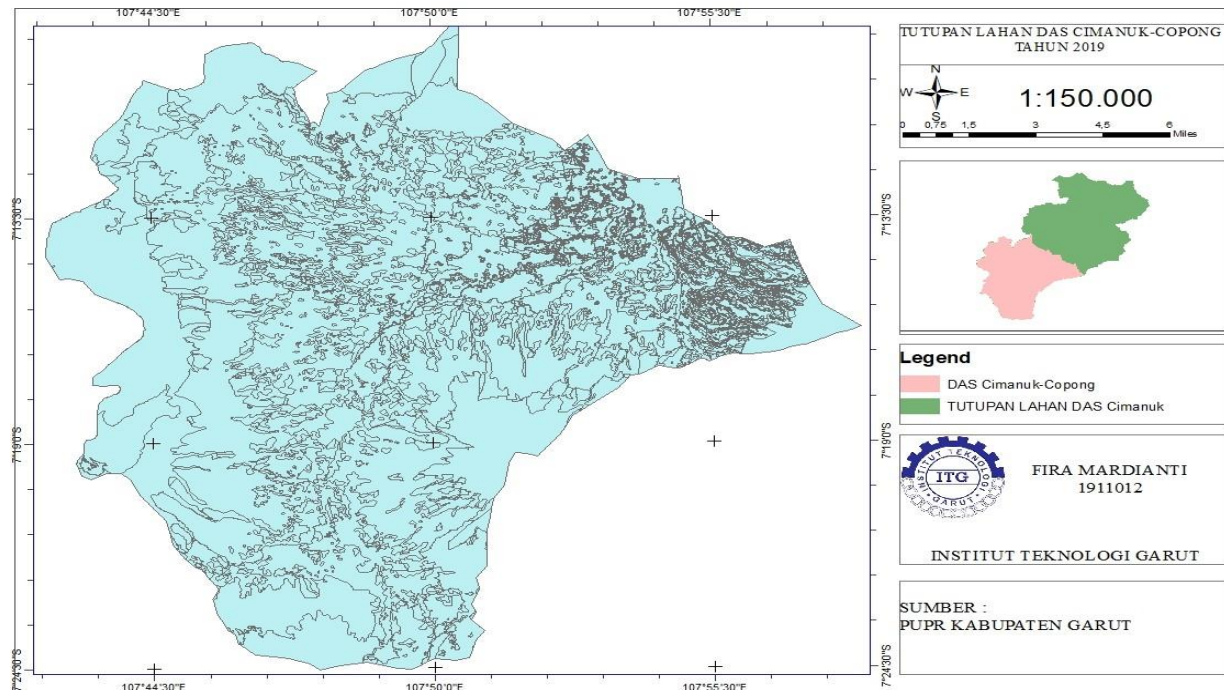 107°44'30"E 107°50'0"E 107°55'30"E
7°13'30"S 7°13'30"S
7°19'0"S 7°19'0"S
7°24'30"S 7°24'30"S
107°44'30"E 107°50'0"E 107°55'30"E
TUTUPAN LAHAN DAS CIMANUK-COPONG
TAHUN 2019
N
W E
S
1:150.000
0 0,75 1,5 3 4,5 6
Miles
Legend
DAS Cimanuk-Copong
TUTUPAN LAHAN DAS Cimanuk
INSTITUT TEKNOLOGI
ITG
GARUT
FIRA MARDIANTI
1911012
INSTITUT TEKNOLOGI GARUT
SUMBER :
PUPR KABUPATEN GARUT